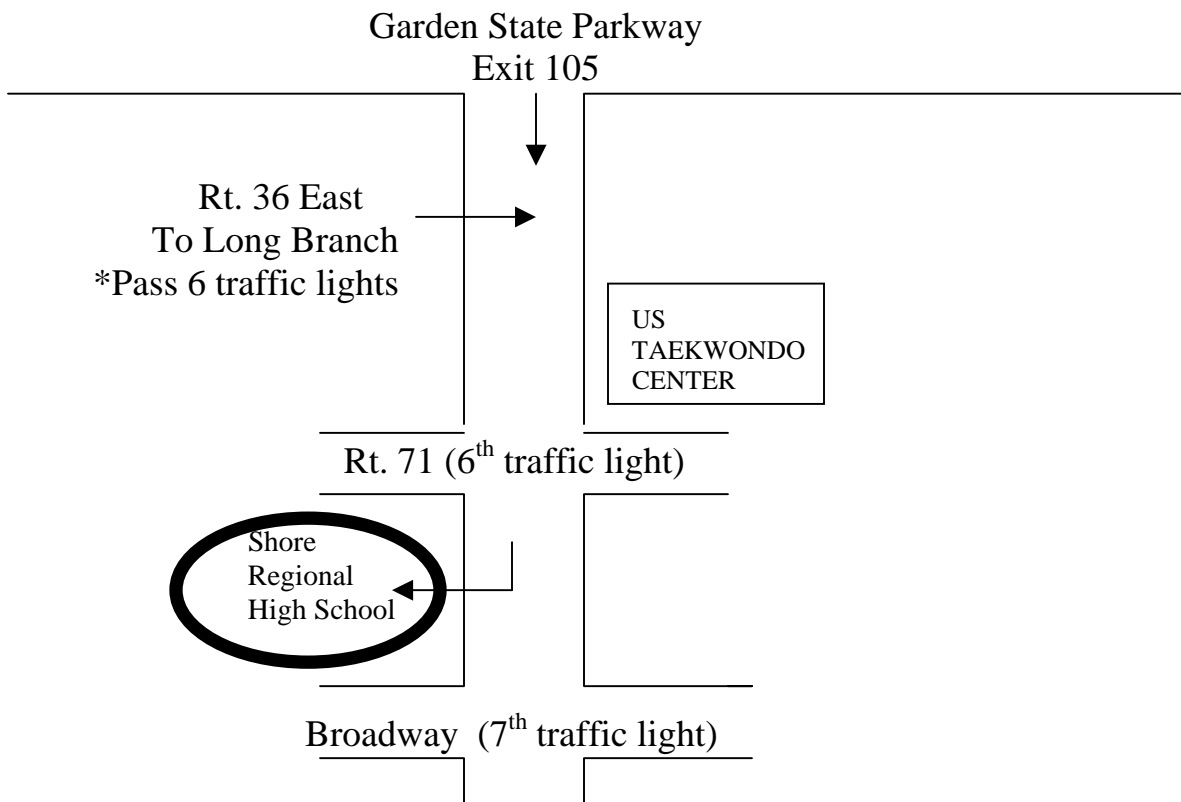 Garden State Parkway
Exit 105
Rt. 36 East
To Long Branch
*Pass 6 traffic lights
US
TAEKWONDO
CENTER
Rt. 71 (6th traffic light)
Shore
Regional
High School
Broadway (7th traffic light)